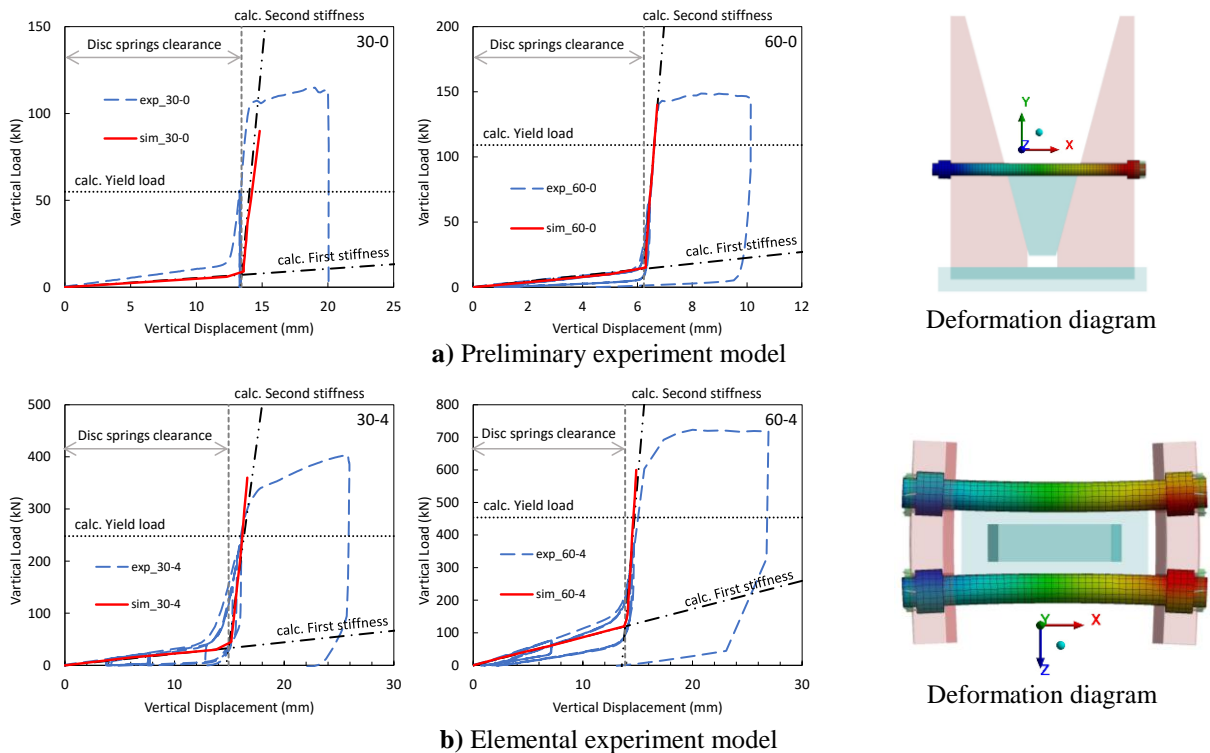 calc. Second stiffness
150
30-0
Disc springs clearance
exp_30-0
100
sim_30-0
Vartical Load (kN)
calc. Yield load
50
calc. First stiffness
0
0 5 10 15 20 25
Vertical Displacement (mm)
calc. Second stiffness
200
60-0
Disc springs clearance
150
calc. Yield load
Vartical Load (kN)
100
exp_60-0
sim_60-0
50
calc. First stiffness
0
0 2 4 6 8 10 12
Vertical Displacement (mm)
Y
Z X
Deformation diagram
a) Preliminary experiment model
calc. Second stiffness
500
30-4
Disc springs clearance
400
Vartical Load (kN)
300
calc. Yield load
200
exp_30-4
sim_30-4
100
calc. First stiffness
0
0 10 20 30
Vertical Displacement (mm)
calc. Second stiffness
800
60-4
700
Disc springs clearance
600
500
calc. Yield load
Vartical Load (kN)
400
300
exp_60-4
200
sim_60-4
calc. First stiffness
100
0
0 10 20 30
Vertical Displacement (mm)
Y X
Z
Deformation diagram
b) Elemental experiment model